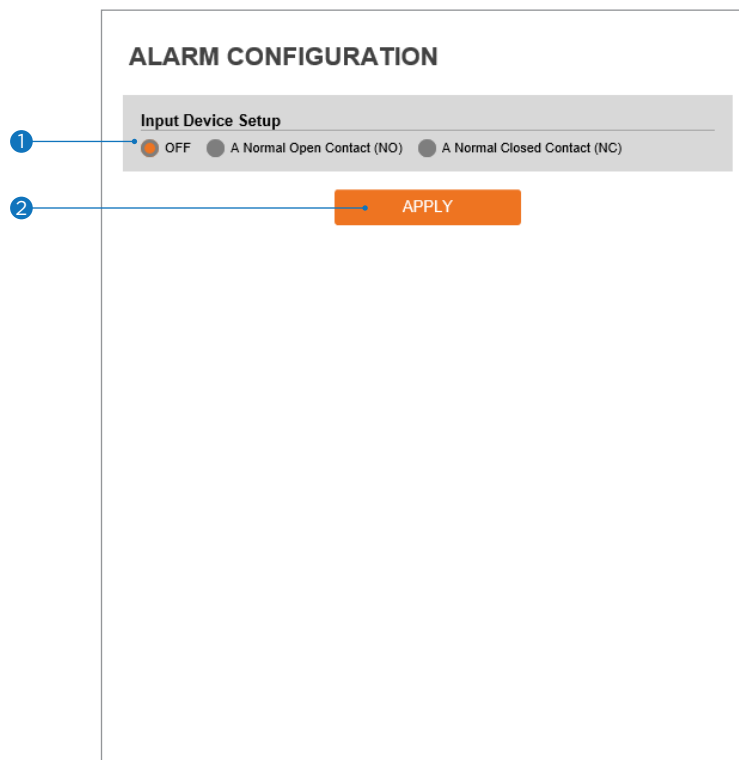 ALARM CONFIGURATION
Input Device Setup
1
OFF A Normal Open Contact (NO) A Normal Closed Contact (NC)
2 APPLY